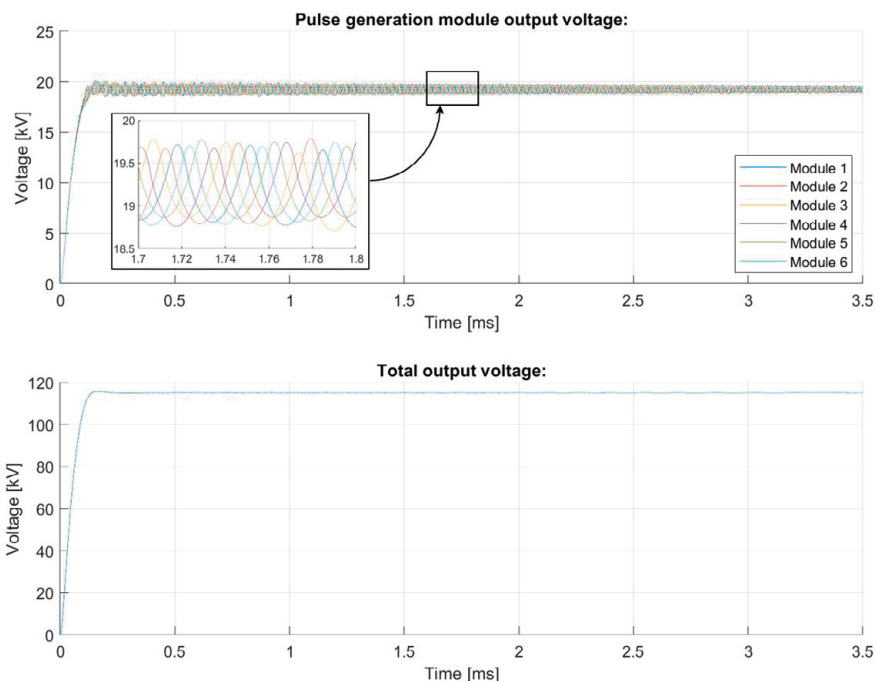 Pulse generation module output voltage:
25
20
15
10
5
0
Voltage [kV]
20
19.5
19
18.5
1.7 1.72 1.74 1.76 1.78 1.8
Module 1
Module 2
Module 3
Module 4
Module 5
Module 6
0 0.5 1 1.5 2 2.5 3 3.5
Time [ms]
Total output voltage:
120
100
80
60
40
20
0
Voltage [kV]
0 0.5 1 1.5 2 2.5 3 3.5
Time [ms]